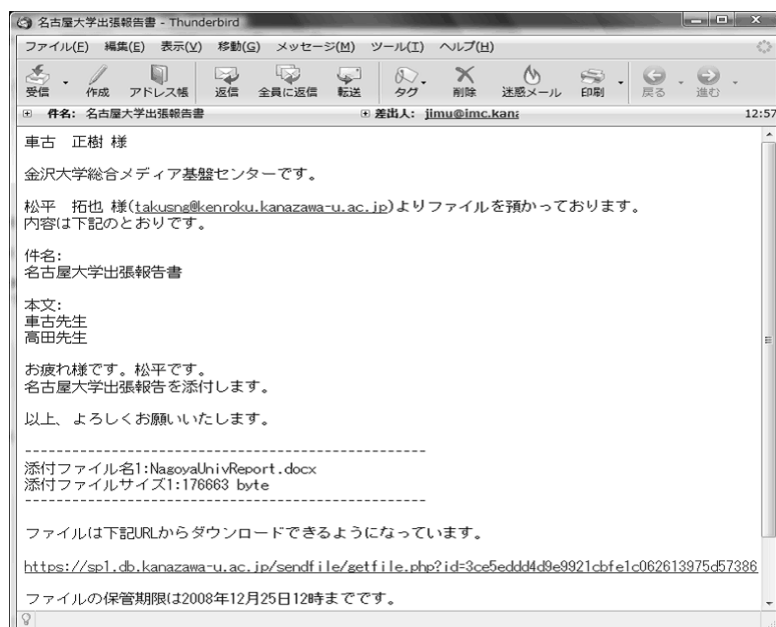 名古屋大学出張報告書 - Thunderbird
ファイル(F) 編集(E) 表示(V) 移動(G) メッセージ(M) ツール(T) ヘルプ(H)
受信 作成 アドレス帳 返信 全員に返信 転送 タグ 削除 迷惑メール 印刷 戻る 進む
件名: 名古屋大学出張報告書 差出人: jimu@imc.kana 12:57
車古 正樹 様
金沢大学総合メディア基盤センターです。
松平 拓也 様(takusng@kenroku.kanazawa-u.ac.jp)よりファイルを預かっております。
内容は下記のとおりです。
件名:
名古屋大学出張報告書
本文:
車古先生
高田先生
お疲れ様です。松平です。
名古屋大学出張報告を添付します。
以上、よろしくお願いいたします。
--------------------------------------------------
添付ファイル名1:NagoyaUnivReport.docx
添付ファイルサイズ1:176663 byte
--------------------------------------------------
ファイルは下記URLからダウンロードできるようになっています。
https://sp1.db.kanazawa-u.ac.jp/sendfile/getfile.php?id=3ce5eddd4d9e9921cbfe1c062613975d57386
ファイルの保管期限は2008年12月25日12時までです。